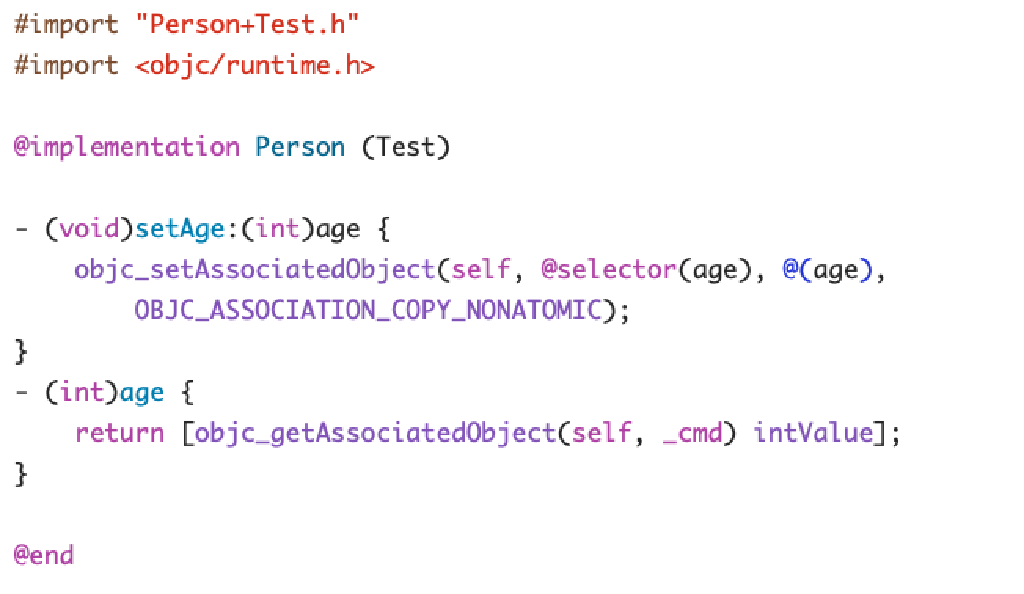 #import "Person+Test.h"
#import <objc/runtime.h>
@implementation Person (Test)
- (void)setAge:(int)age {
objc_setAssociatedObject(self, @selector(age), @(age),
OBJC_ASSOCIATION_COPY_NONATOMIC);
}
- (int)age {
return [objc_getAssociatedObject(self, _cmd) intValue];
}
@end